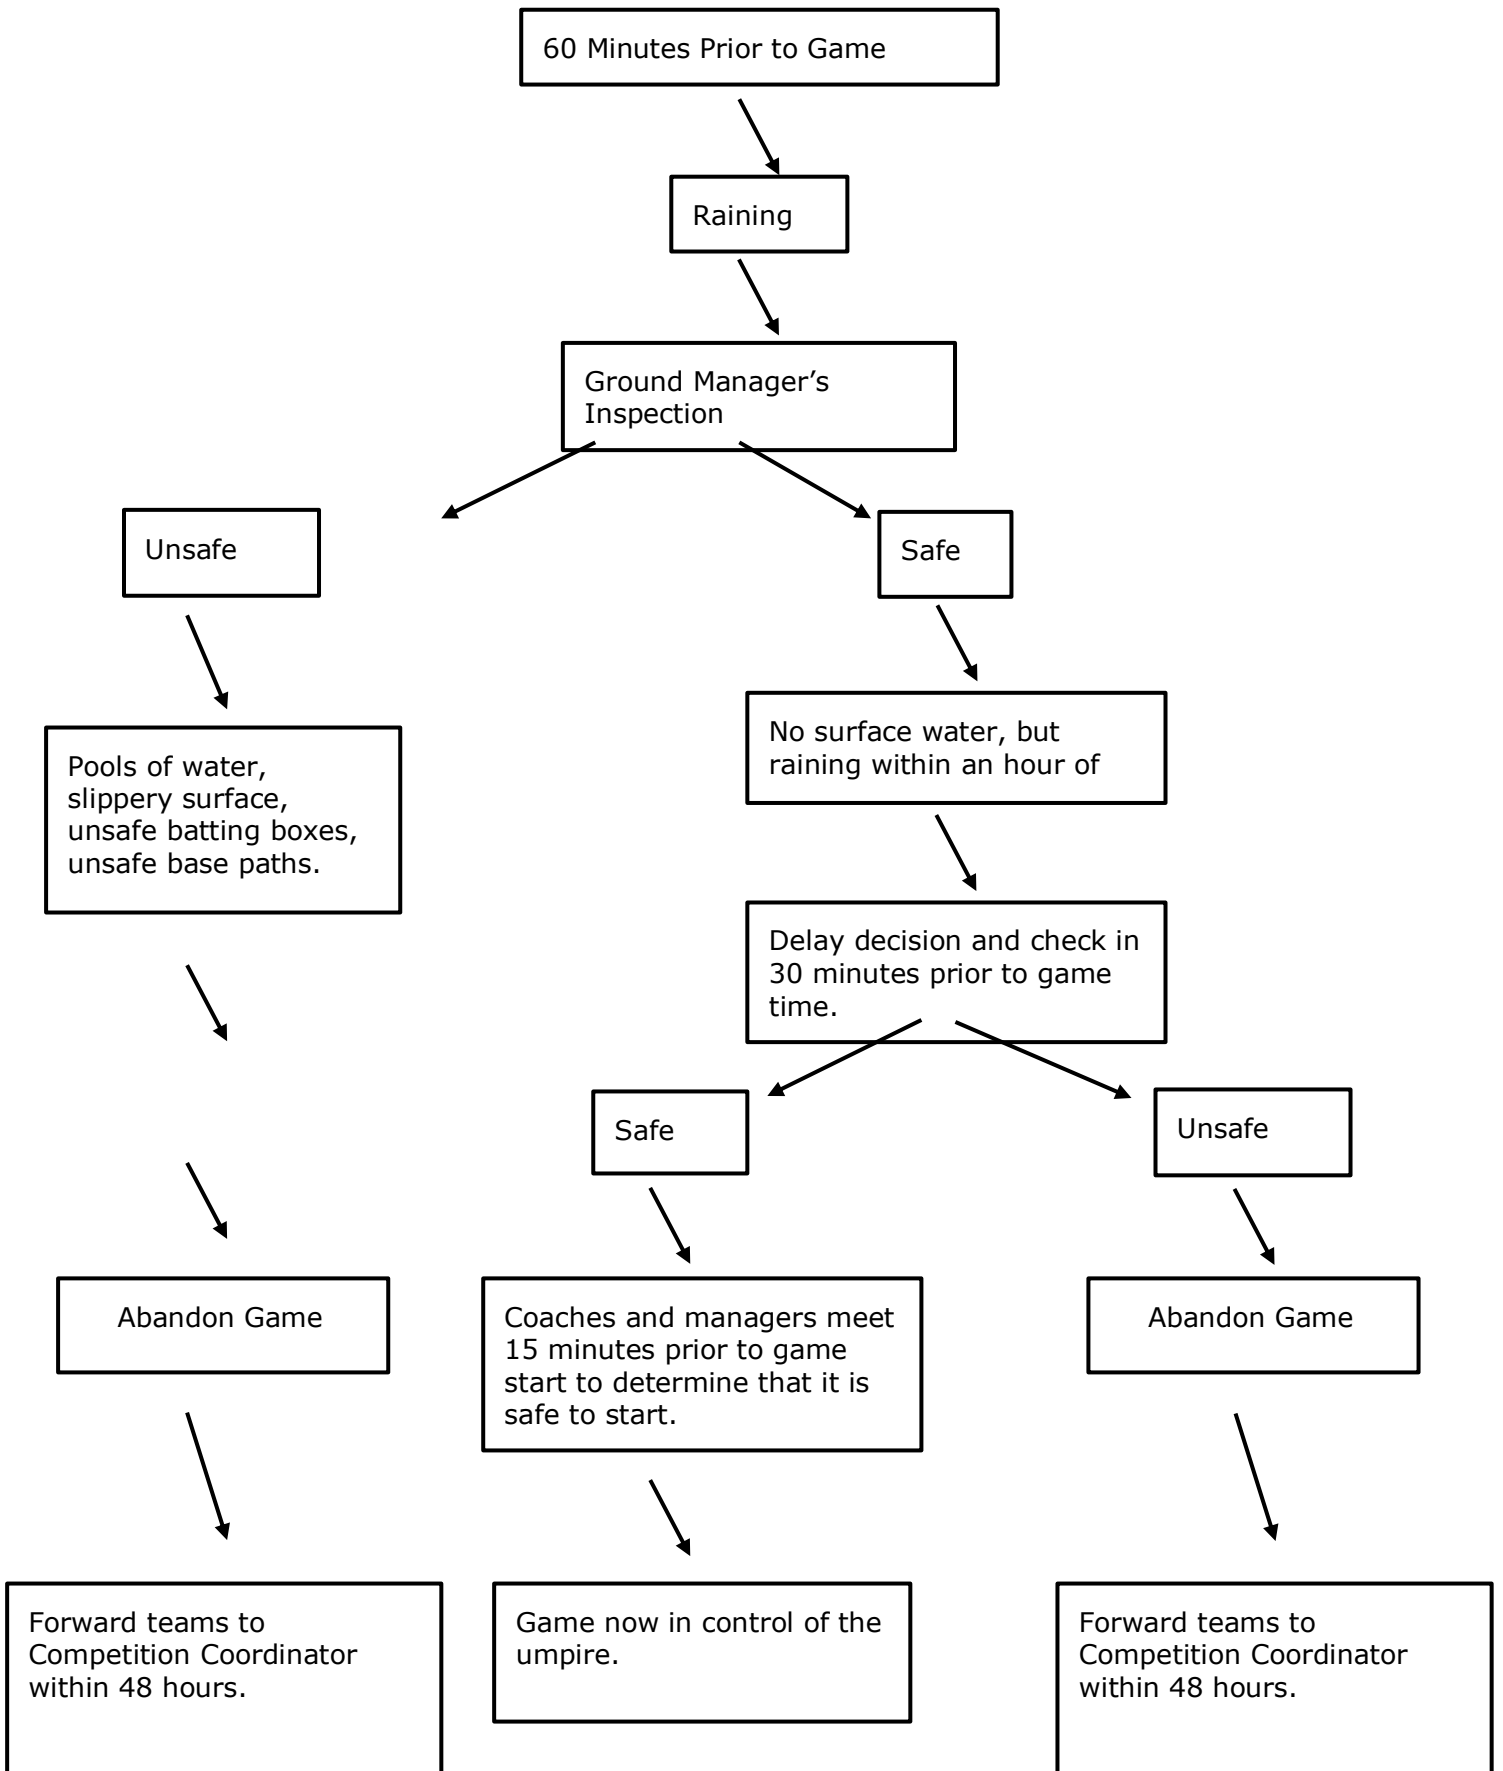 60 Minutes Prior to Game
Raining
Ground Manager’s
Inspection
Unsafe
Safe
Pools of water,
slippery surface,
unsafe batting boxes,
unsafe base paths.
No surface water, but
raining within an hour of
Delay decision and check in
30 minutes prior to game
time.
Safe
Unsafe
Abandon Game
Coaches and managers meet
15 minutes prior to game
start to determine that it is
safe to start.
Abandon Game
Forward teams to
Competition Coordinator
within 48 hours.
Game now in control of the
umpire.
Forward teams to
Competition Coordinator
within 48 hours.